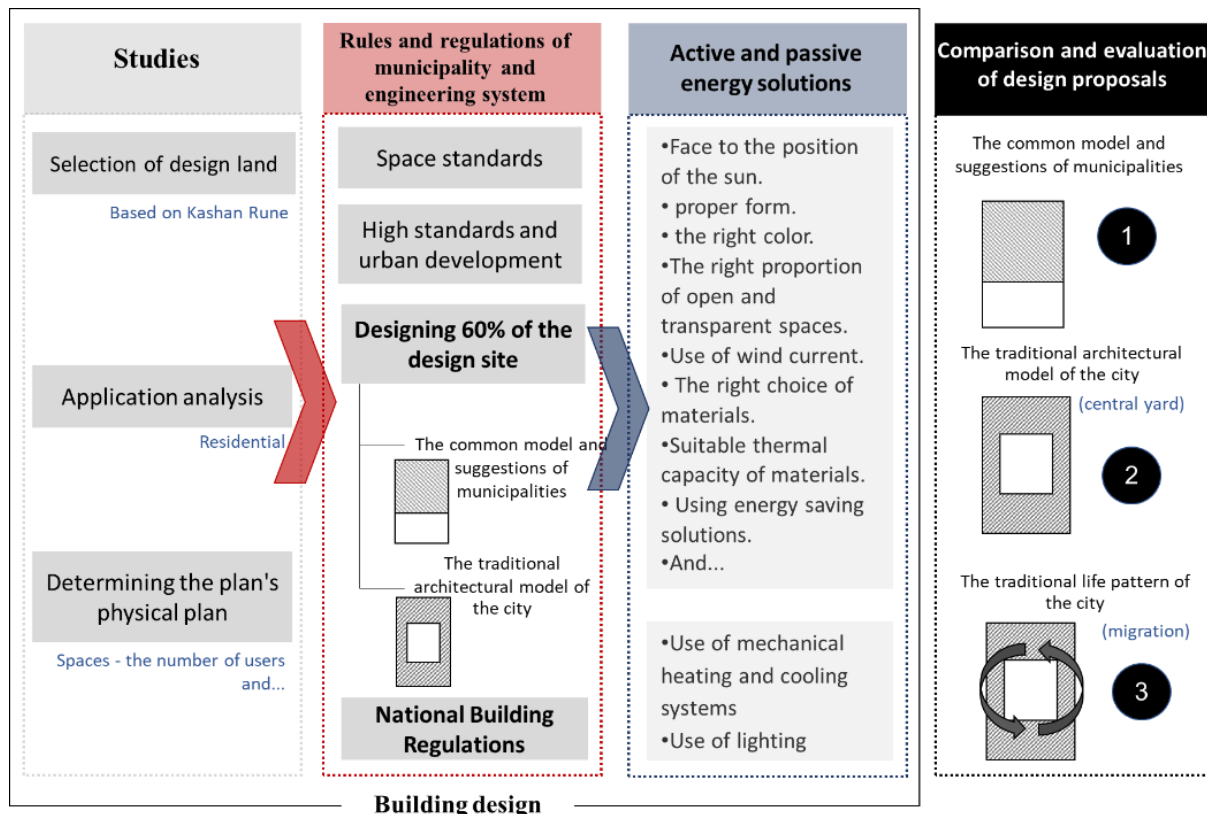 Studies
Selection of design land
Based on Kashan Rune
Application analysis
Residential
Determining the plan's
physical plan
Spaces - the number of users
and...
Rules and regulations of
municipality and
engineering system
Space standards
High standards and
urban development
Designing 60% of the
design site
The common model and
suggestions of
municipalities
The traditional
architectural model of
the city
National Building
Regulations
Active and passive
energy solutions
•Face to the position
of the sun.
• proper form.
• the right color.
•The right proportion
of open and
transparent spaces.
•Use of wind current.
• The right choice of
materials.
•Suitable thermal
capacity of materials.
• Using energy saving
solutions.
•And...
•Use of mechanical
heating and cooling
systems
•Use of lighting
Building design
Comparison and evaluation
of design proposals
The common model and
suggestions of municipalities
1
The traditional architectural
model of the city
(central yard)
2
The traditional life pattern of
the city
(migration)
3